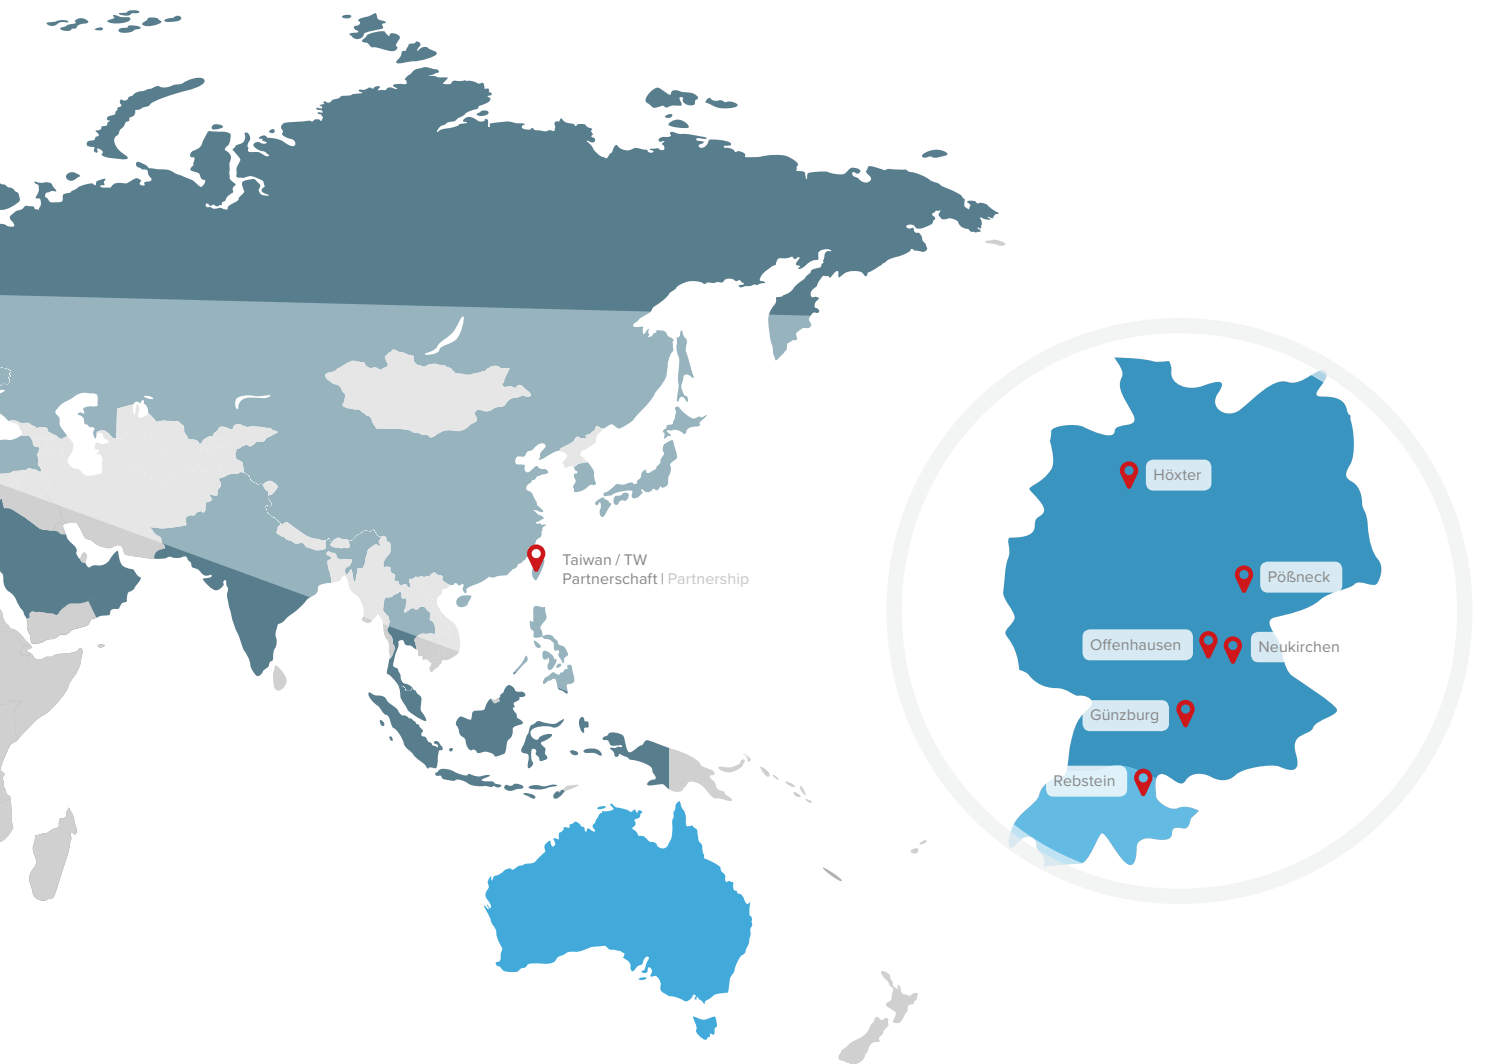 Höxter
Taiwan / TW
Partnerschaft | Partnership
Pößneck
Offenhausen
Neukirchen
Günzburg
Rebstein